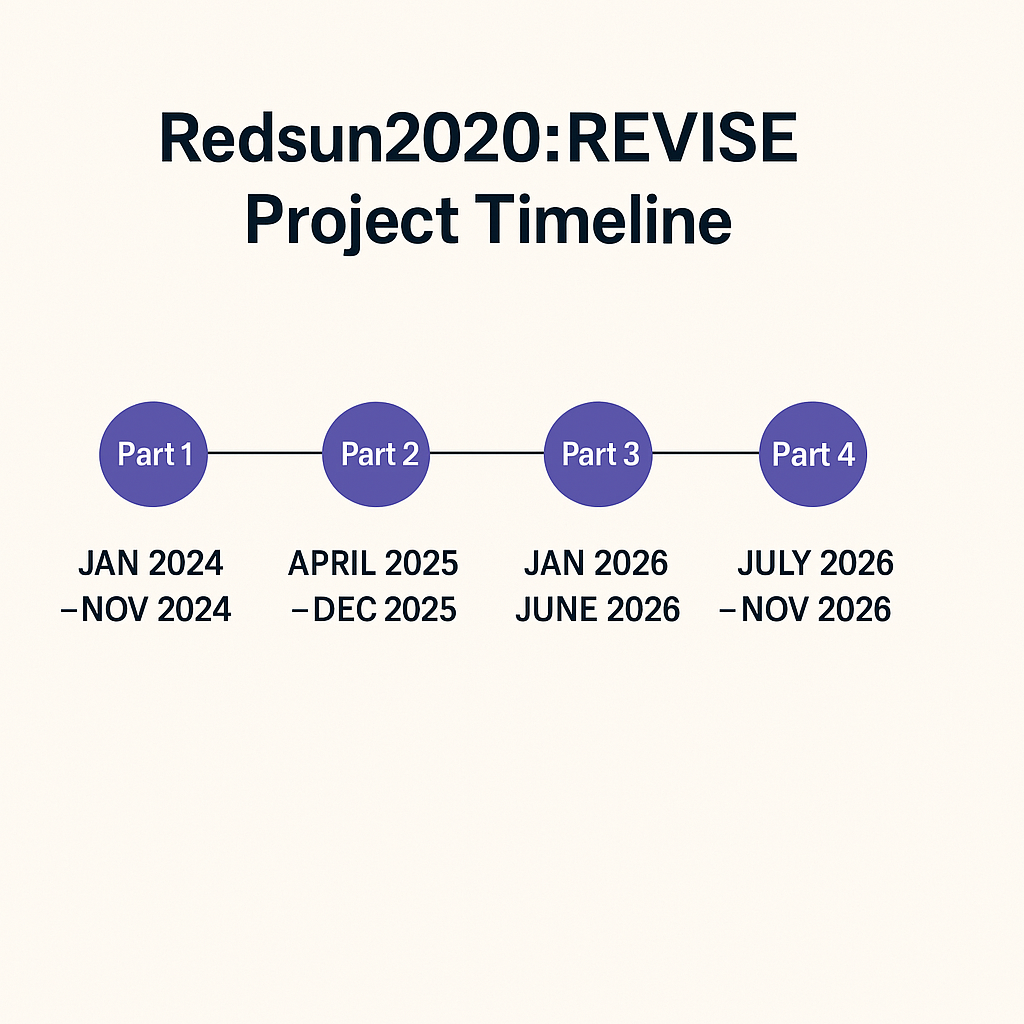 Redsun2020:REVISE
Project Timeline
Part 1
Part 2
Part 3
Part 4
JAN 2024
–NOV 2024
APRIL 2025
–DEC 2025
JAN 2026
JUNE 2026
JULY 2026
–NOV 2026